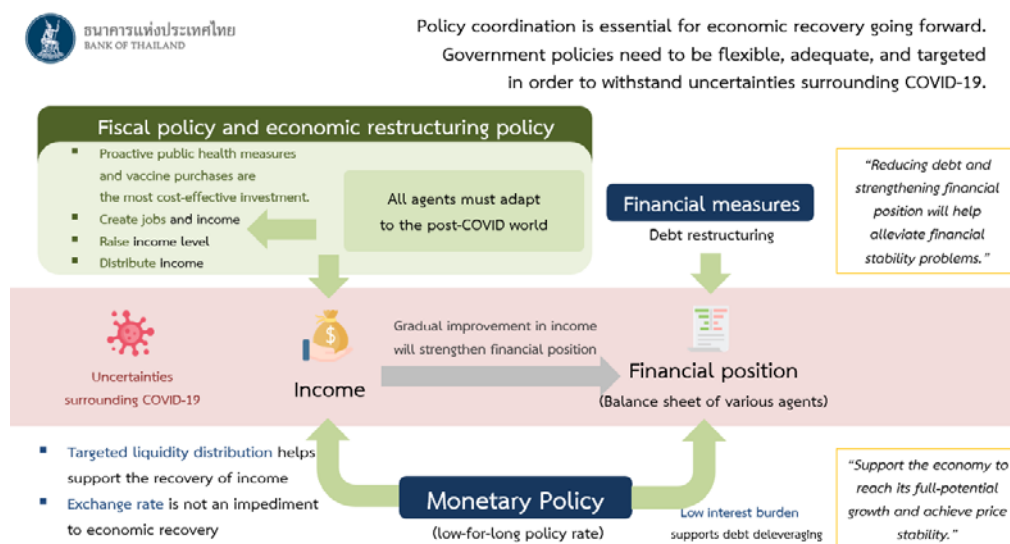 ธนาคารแห่งประเทศไทย
BANK OF THAILAND
Policy coordination is essential for economic recovery going forward.
Government policies need to be flexible, adequate, and targeted
in order to withstand uncertainties surrounding COVID-19.
Fiscal policy and economic restructuring policy
▪ Proactive public health measures
and vaccine purchases are
the most cost-effective investment.
▪ Create jobs and income
▪ Raise income level
▪ Distribute Income
All agents must adapt
to the post-COVID world
Financial measures
Debt restructuring
"Reducing debt and
strengthening financial
position will help
alleviate financial
stability problems."
Uncertainties
surrounding COVID-19
$
Income
Gradual improvement in income
will strengthen financial position
Financial position
(Balance sheet of various agents)
▪ Targeted liquidity distribution helps
support the recovery of income
▪ Exchange rate is not an impediment
to economic recovery
Monetary Policy
(low-for-long policy rate)
Low interest burden
supports debt deleveraging
"Support the economy to
reach its full-potential
growth and achieve price
stability."